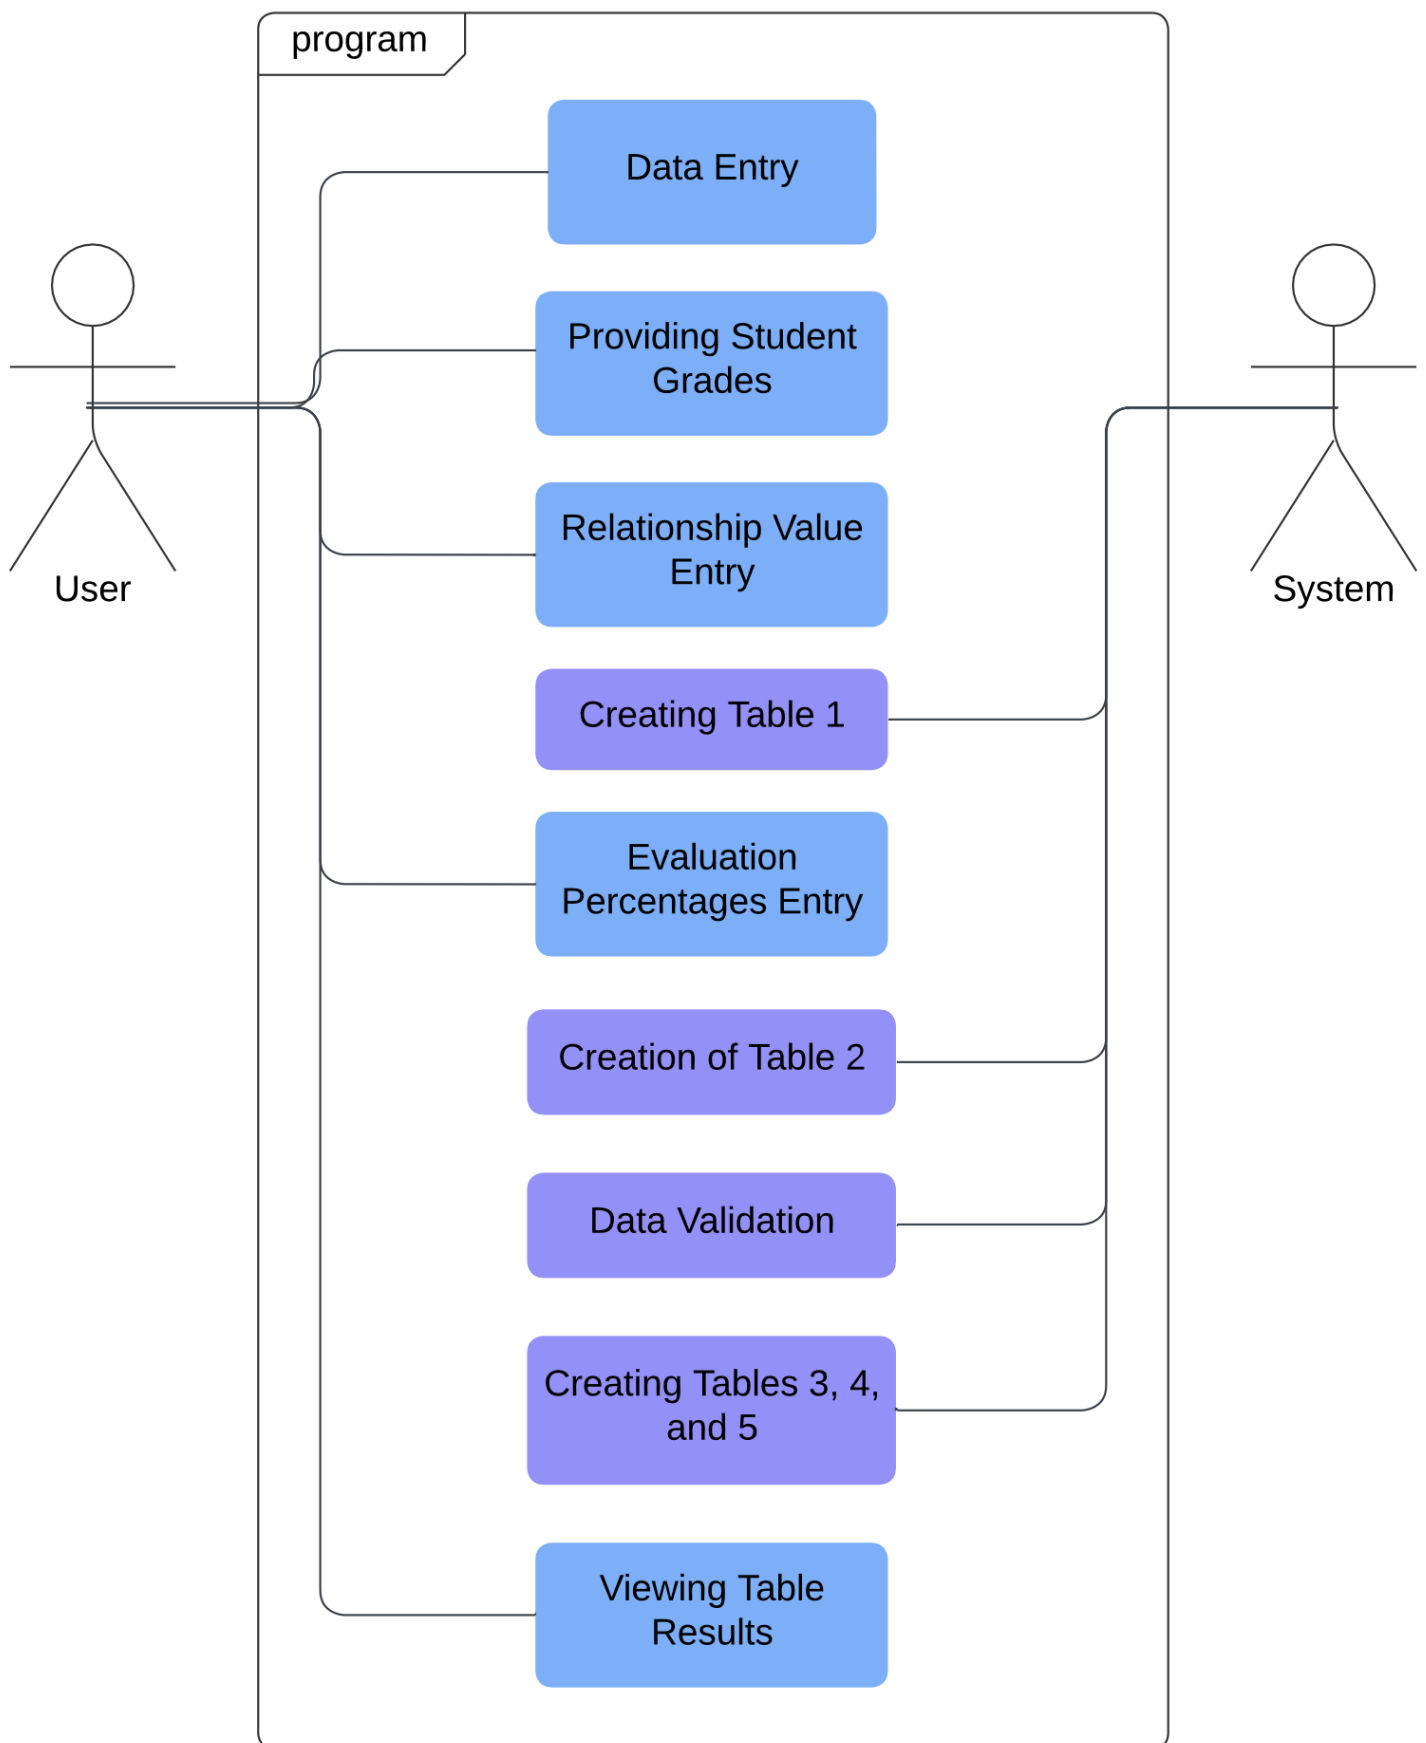 program
Data Entry
Providing Student
Grades
Relationship Value
Entry
User
System
Creating Table 1
Evaluation
Percentages Entry
Creation of Table 2
Data Validation
Creating Tables 3, 4,
and 5
Viewing Table
Results